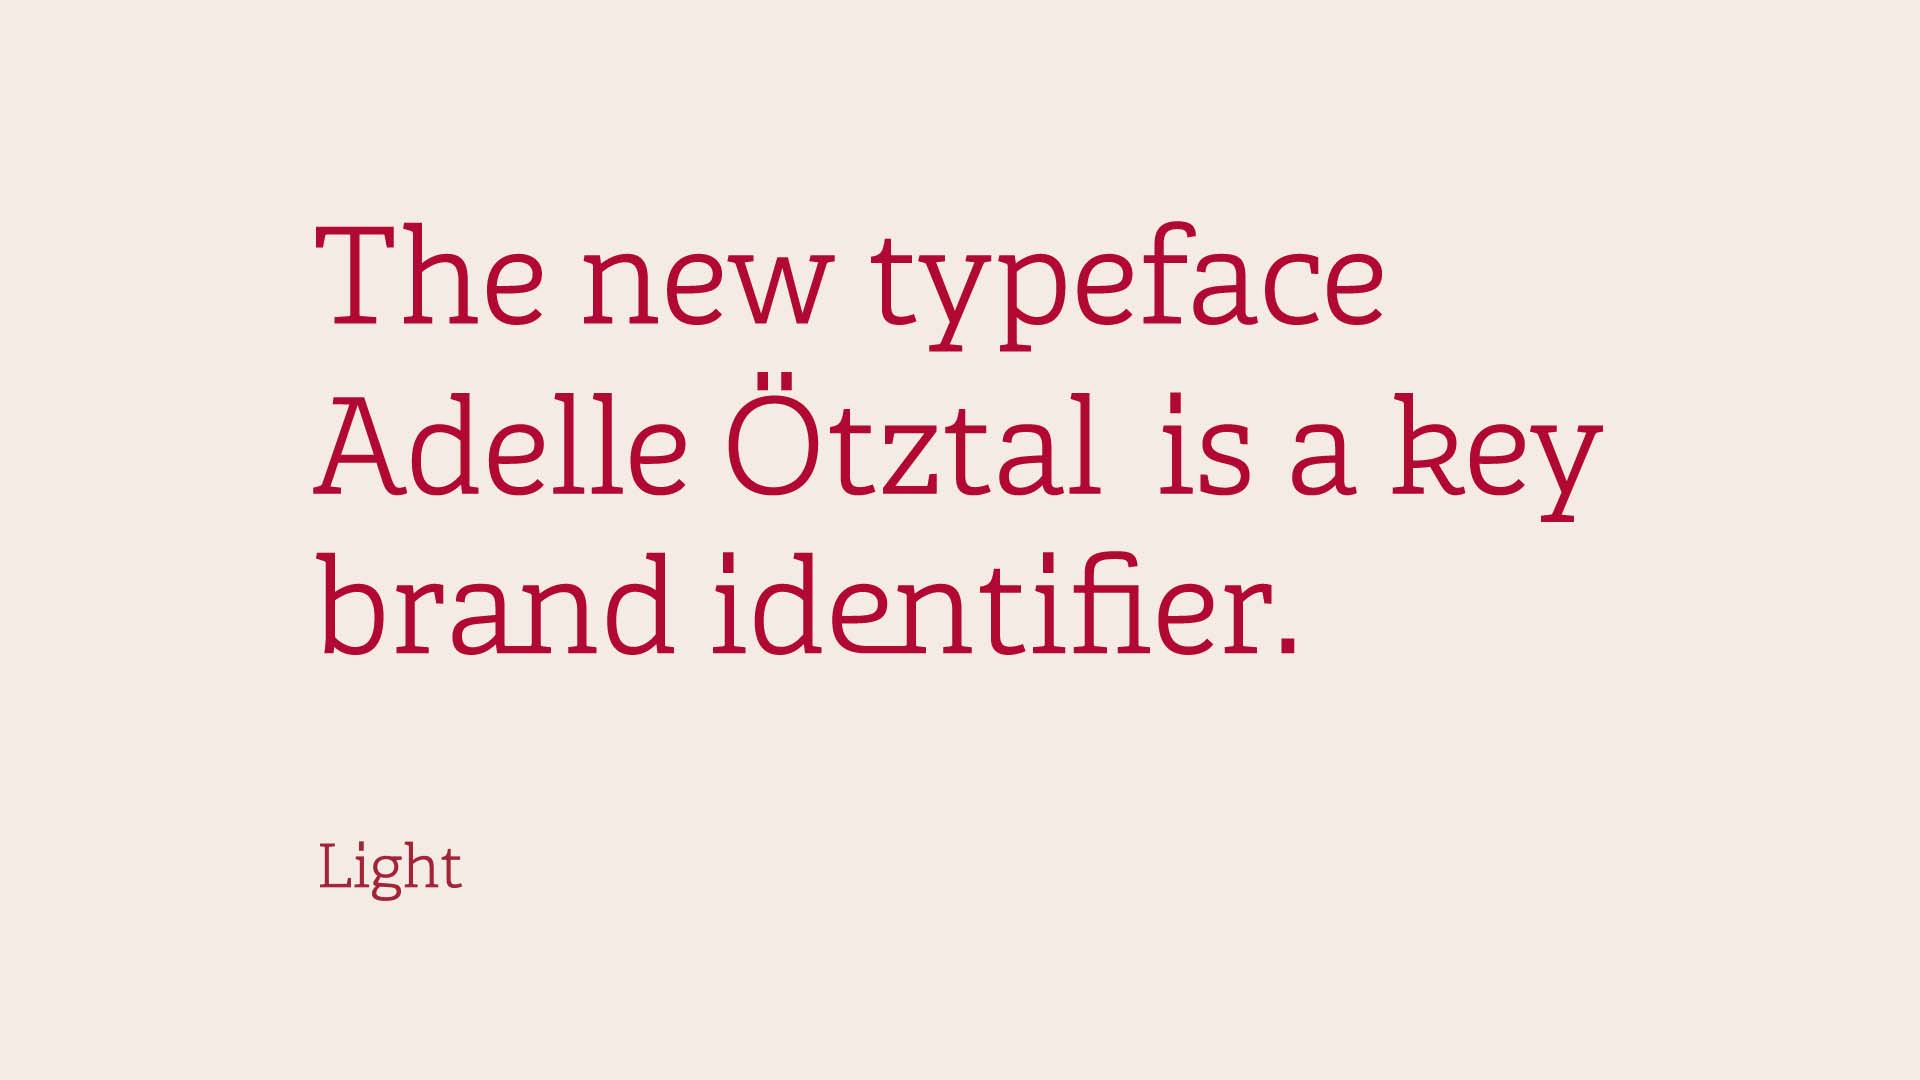 The new typeface
Adelle Ötztal is a key
brand identifier.
Light